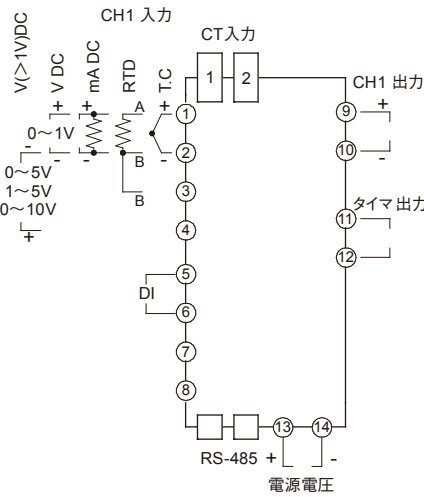 CH1 入力
V(>1V)DC
V DC
mA DC
RTD
T.C
CT入力
1 2
CH1 出力
+ + A +
1
9 +
0～1V
- - - B -
2
10 -
0～5V
1～5V
0～10V
+
B
3
タイマ出力
11
4
12
5
DI
6
7
8
RS-485 + 13 14 -
電源電圧